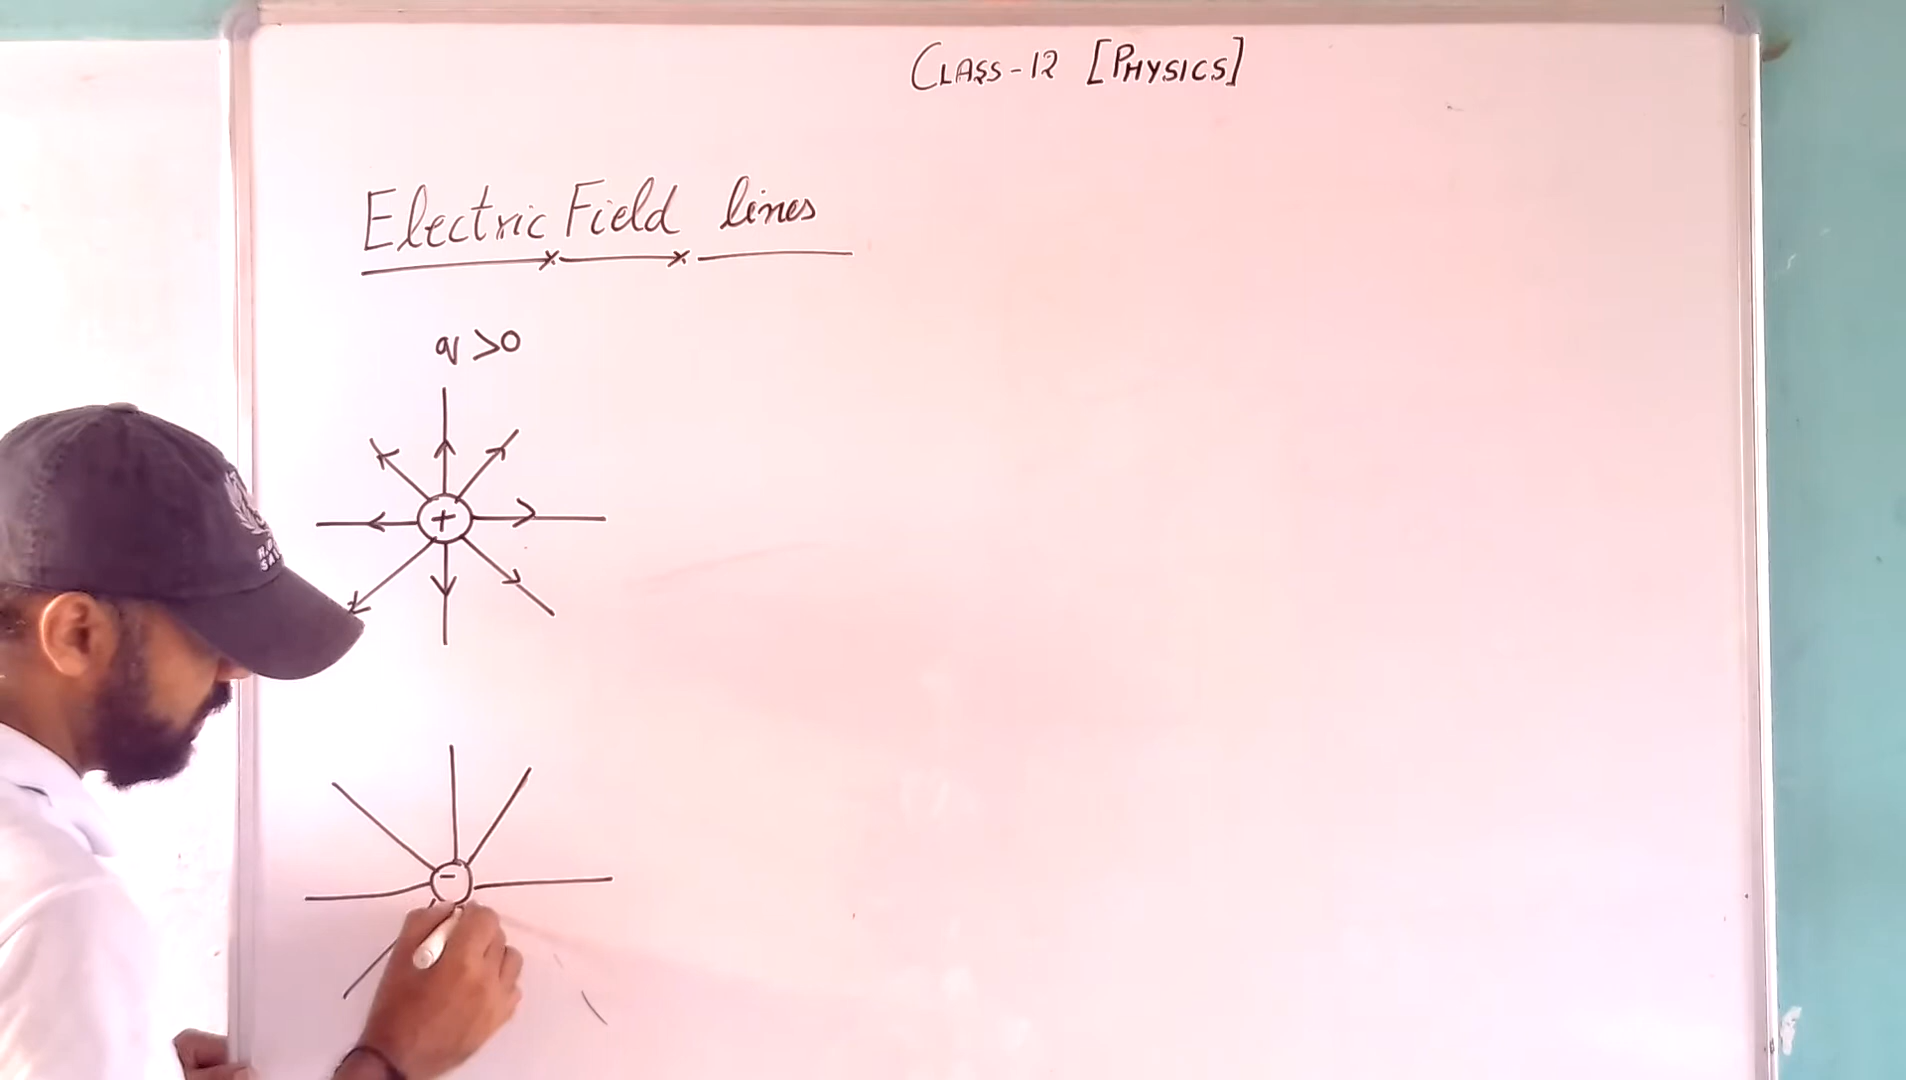 CLASS-12 [PHYSICS]
Electric Field lines
q >0
+
-